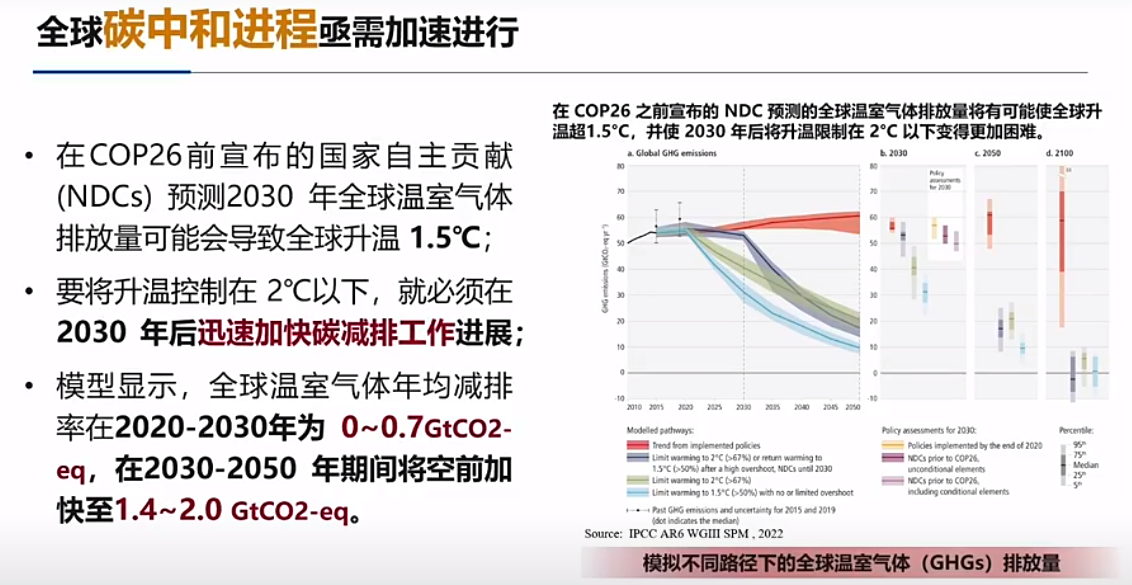 全球碳中和进程亟需加速进行
• 在COP26前宣布的国家自主贡献
(NDCs) 预测2030 年全球温室气体
排放量可能会导致全球升温 1.5℃；
• 要将升温控制在 2℃以下，就必须在
2030 年后迅速加快碳减排工作进展；
• 模型显示，全球温室气体年均减排
率在2020-2030年为 0~0.7GtCO2-
eq，在2030-2050 年期间将空前加
快至1.4~2.0 GtCO2-eq。
在 COP26 之前宣布的 NDC 预测的全球温室气体排放量将有可能使全球升
温超1.5°C，并使 2030 年后将升温限制在 2°C 以下变得更加困难。
a. Global GHG emissions
GHG emissions (GtCO₂-eq yr⁻¹)
80
70
60
50
40
30
20
10
0
-10
2010 2015 2020 2025 2030 2035 2040 2045 2050
b. 2030
Policy
assessments
for 2030
80
70
60
50
40
30
20
10
0
-10
c. 2050
d. 2100
Modelled pathways:
Trend from implemented policies
Limit warming to 2°C (>67%) or return warming to
1.5°C (>50%) after a high overshoot, NDCs until 2030
Limit warming to 2°C (>67%)
Limit warming to 1.5°C (>50%) with no or limited overshoot
Past GHG emissions and uncertainty for 2015 and 2019
(dot indicates the median)
Policy assessments for 2030:
Policies implemented by the end of 2020
NDCs prior to COP26,
unconditional elements
NDCs prior to COP26,
including conditional elements
Percentile:
95th
75th
Median
25th
5th
Source: IPCC AR6 WGIII SPM , 2022
模拟不同路径下的全球温室气体（GHGs）排放量